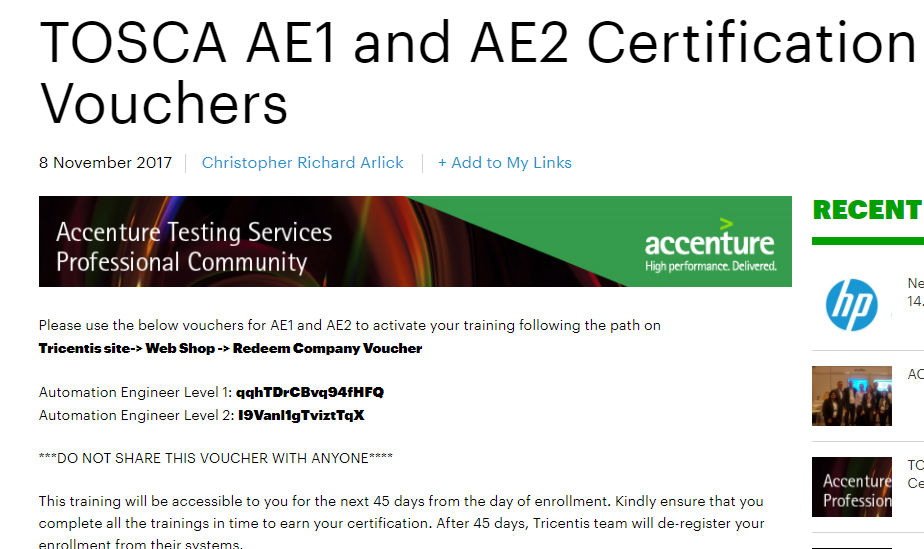 TOSCA AE1 and AE2 Certification
Vouchers
8 November 2017
Christopher Richard Arlick
+ Add to My Links
Accenture Testing Services
Professional Community
accenture
High performance. Delivered.
Please use the below vouchers for AE1 and AE2 to activate your training following the path on
Tricentis site-> Web Shop -> Redeem Company Voucher
Automation Engineer Level 1: qqhTDrCBvq94fHFQ
Automation Engineer Level 2:
***DO NOT SHARE THIS VOUCHER WITH ANYONE****
This training will be accessible to you for the next 45 days from the day of enrollment. Kindly ensure that you
complete all the trainings in time to earn your certification. After 45 days, Tricentis team will de-register your
enrollment from their systems.
RECENT
hp
Ne
14.
AC
Accenture
Profession
TO
Ce